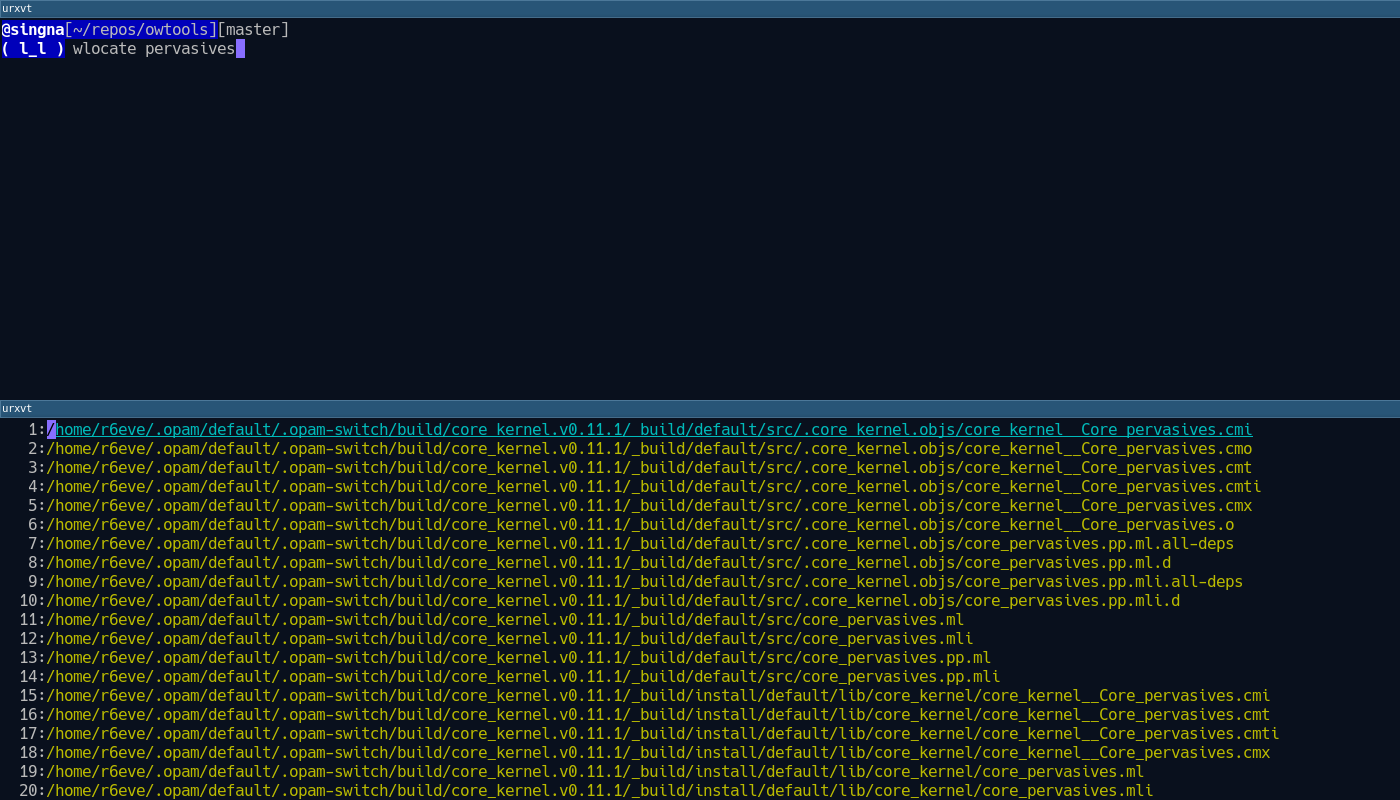 urxvt
@singna[~/repos/owtools][master]
( l_l ) wlocate pervasives
urxvt
1:/home/r6eve/.opam/default/.opam-switch/build/core_kernel.v0.11.1/_build/default/src/.core_kernel.objs/core_kernel__Core_pervasives.cmi
2:/home/r6eve/.opam/default/.opam-switch/build/core_kernel.v0.11.1/_build/default/src/.core_kernel.objs/core_kernel__Core_pervasives.cmo
3:/home/r6eve/.opam/default/.opam-switch/build/core_kernel.v0.11.1/_build/default/src/.core_kernel.objs/core_kernel__Core_pervasives.cmt
4:/home/r6eve/.opam/default/.opam-switch/build/core_kernel.v0.11.1/_build/default/src/.core_kernel.objs/core_kernel__Core_pervasives.cmti
5:/home/r6eve/.opam/default/.opam-switch/build/core_kernel.v0.11.1/_build/default/src/.core_kernel.objs/core_kernel__Core_pervasives.cmx
6:/home/r6eve/.opam/default/.opam-switch/build/core_kernel.v0.11.1/_build/default/src/.core_kernel.objs/core_kernel__Core_pervasives.o
7:/home/r6eve/.opam/default/.opam-switch/build/core_kernel.v0.11.1/_build/default/src/.core_kernel.objs/core_pervasives.pp.ml.all-deps
8:/home/r6eve/.opam/default/.opam-switch/build/core_kernel.v0.11.1/_build/default/src/.core_kernel.objs/core_pervasives.pp.ml.d
9:/home/r6eve/.opam/default/.opam-switch/build/core_kernel.v0.11.1/_build/default/src/.core_kernel.objs/core_pervasives.pp.mli.all-deps
10:/home/r6eve/.opam/default/.opam-switch/build/core_kernel.v0.11.1/_build/default/src/.core_kernel.objs/core_pervasives.pp.mli.d
11:/home/r6eve/.opam/default/.opam-switch/build/core_kernel.v0.11.1/_build/default/src/core_pervasives.ml
12:/home/r6eve/.opam/default/.opam-switch/build/core_kernel.v0.11.1/_build/default/src/core_pervasives.mli
13:/home/r6eve/.opam/default/.opam-switch/build/core_kernel.v0.11.1/_build/default/src/core_pervasives.pp.ml
14:/home/r6eve/.opam/default/.opam-switch/build/core_kernel.v0.11.1/_build/default/src/core_pervasives.pp.mli
15:/home/r6eve/.opam/default/.opam-switch/build/core_kernel.v0.11.1/_build/install/default/lib/core_kernel/core_kernel__Core_pervasives.cmi
16:/home/r6eve/.opam/default/.opam-switch/build/core_kernel.v0.11.1/_build/install/default/lib/core_kernel/core_kernel__Core_pervasives.cmt
17:/home/r6eve/.opam/default/.opam-switch/build/core_kernel.v0.11.1/_build/install/default/lib/core_kernel/core_kernel__Core_pervasives.cmti
18:/home/r6eve/.opam/default/.opam-switch/build/core_kernel.v0.11.1/_build/install/default/lib/core_kernel/core_kernel__Core_pervasives.cmx
19:/home/r6eve/.opam/default/.opam-switch/build/core_kernel.v0.11.1/_build/install/default/lib/core_kernel/core_pervasives.ml
20:/home/r6eve/.opam/default/.opam-switch/build/core_kernel.v0.11.1/_build/install/default/lib/core_kernel/core_pervasives.mli